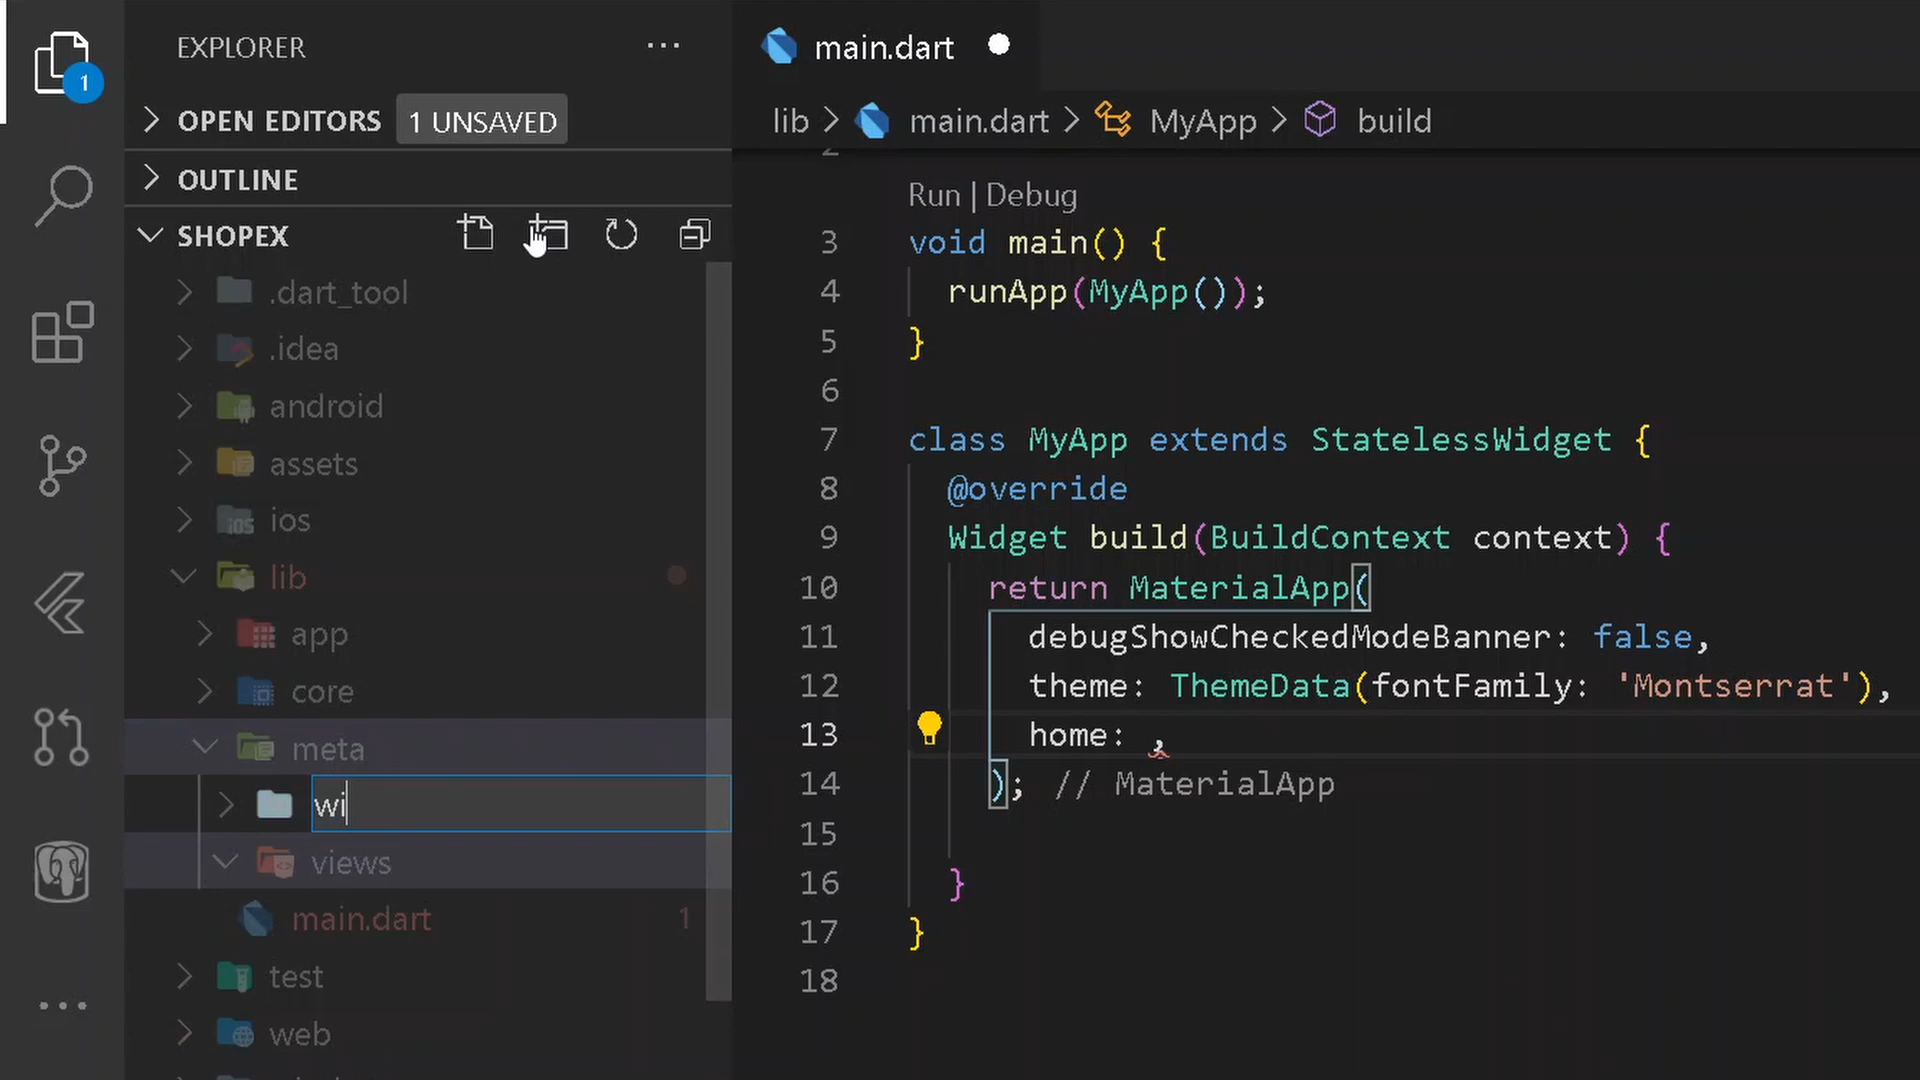 EXPLORER
1
OPEN EDITORS 1 UNSAVED
OUTLINE
SHOPEX
.dart_tool
.idea
android
assets
ios
lib
app
core
meta
wi
views
main.dart 1
test
web
main.dart
lib > main.dart > MyApp > build
2
Run | Debug
3 void main() {
4 runApp(MyApp());
5 }
6
7 class MyApp extends StatelessWidget {
8 @override
9 Widget build(BuildContext context) {
10 return MaterialApp(
11 debugShowCheckedModeBanner: false,
12 theme: ThemeData(fontFamily: 'Montserrat'),
13 home: ,
14 ); // MaterialApp
15
16 }
17 }
18